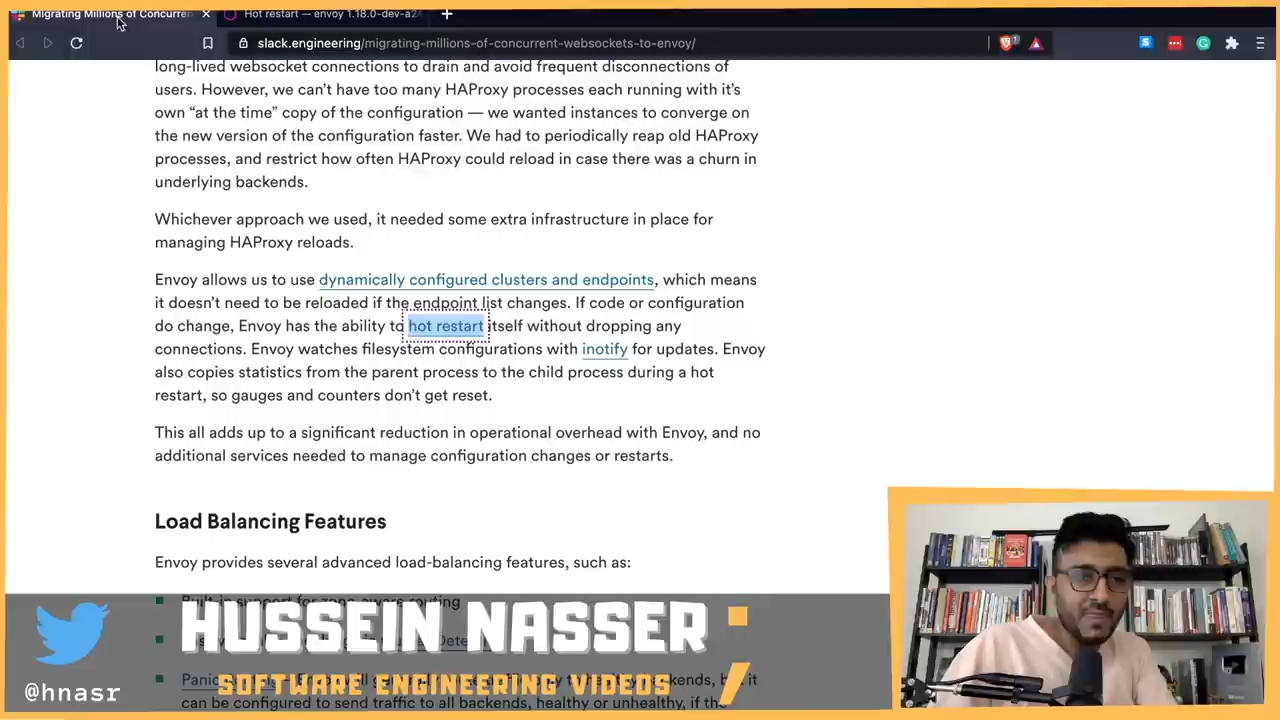 Migrating Millions of Concurren
Hot restart — envoy 1.18.0-dev-a2
slack.engineering/migrating-millions-of-concurrent-websockets-to-envoy/
long-lived websocket connections to drain and avoid frequent disconnections of
users. However, we can’t have too many HAProxy processes each running with it’s
own “at the time” copy of the configuration — we wanted instances to converge on
the new version of the configuration faster. We had to periodically reap old HAProxy
processes, and restrict how often HAProxy could reload in case there was a churn in
underlying backends.
Whichever approach we used, it needed some extra infrastructure in place for
managing HAProxy reloads.
Envoy allows us to use dynamically configured clusters and endpoints, which means
it doesn’t need to be reloaded if the endpoint list changes. If code or configuration
do change, Envoy has the ability to hot restart itself without dropping any
connections. Envoy watches filesystem configurations with inotify for updates. Envoy
also copies statistics from the parent process to the child process during a hot
restart, so gauges and counters don’t get reset.
This all adds up to a significant reduction in operational overhead with Envoy, and no
additional services needed to manage configuration changes or restarts.
Load Balancing Features
Envoy provides several advanced load-balancing features, such as:
Built-in support for zone-aware routing
HUSSEIN NASSER
SOFTWARE ENGINEERING VIDEOS
@hnasr
can be configured to send traffic to all backends, healthy or unhealthy, if the